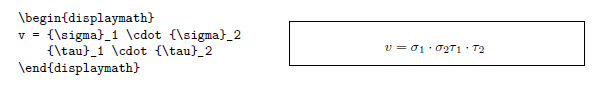 \begin{displaymath}
v = {\sigma}_1 \cdot {\sigma}_2
{\tau}_1 \cdot {\tau}_2
\end{displaymath}
v = σ₁ · σ₂τ₁ · τ₂